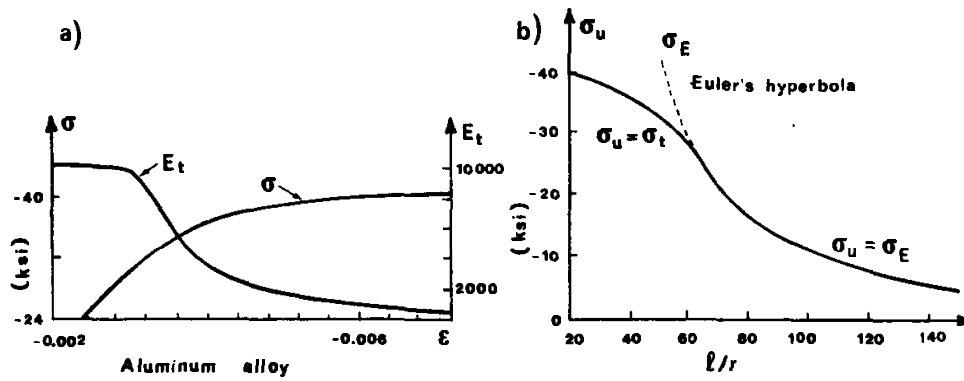 a)
σ
E_t
E_t
10000
σ
-40
(ksi)
2000
-24
-0.002
-0.006
ε
Aluminum alloy
b)
σ_u
σ_E
-40
Euler's hyperbola
σ_u = σ_t
-30
-20
(ksi)
σ_u = σ_E
-10
0
20
40
60
80
100
120
140
ℓ/r